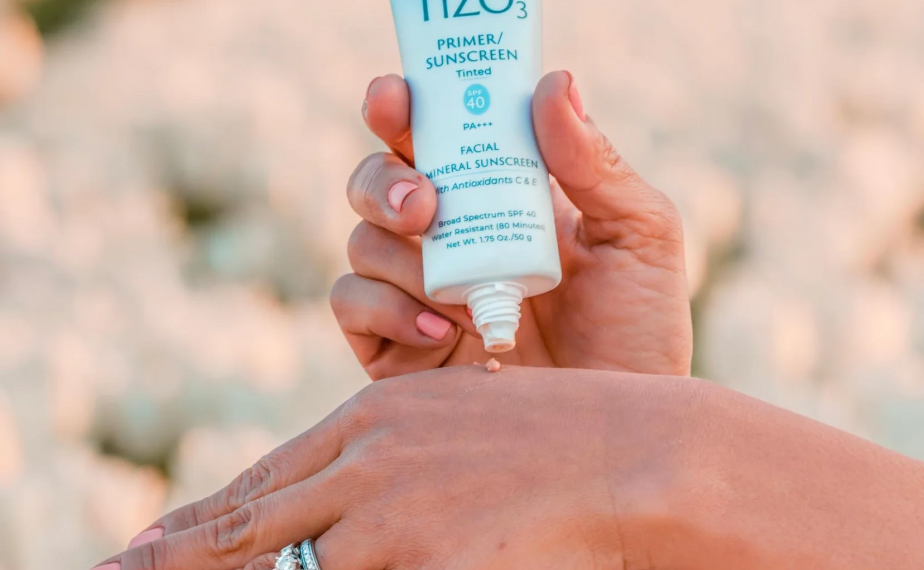 TIZO3
PRIMER/
SUNSCREEN
Tinted
SPF
40
PA+++
FACIAL
MINERAL SUNSCREEN
With Antioxidants C & E
Broad Spectrum SPF 40
Water Resistant (80 Minutes)
Net Wt. 1.75 Oz./50 g